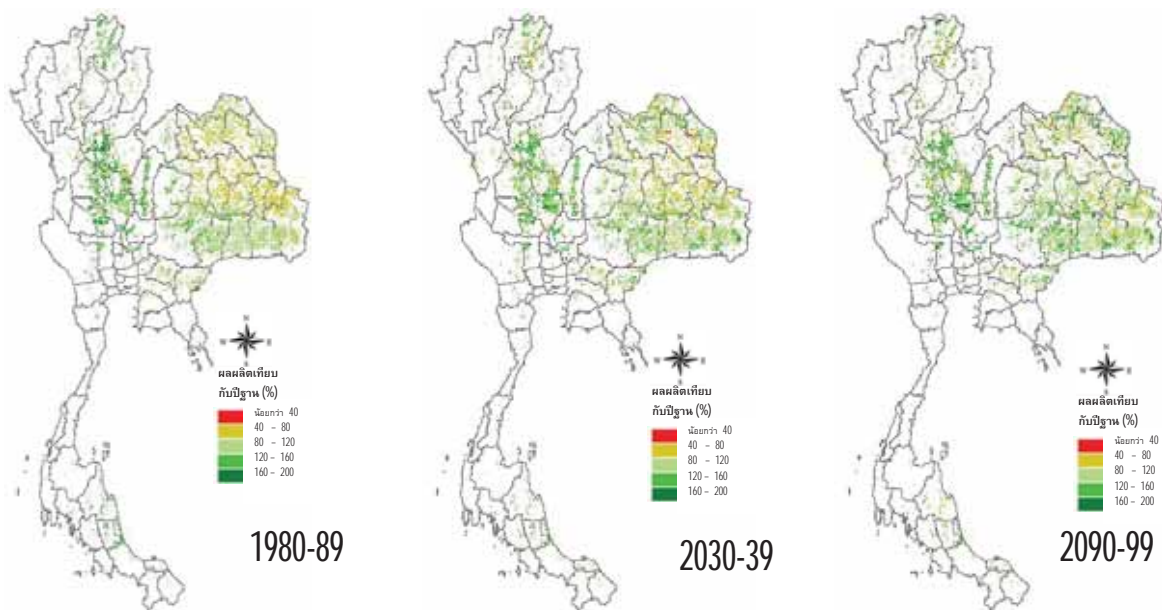 N
N E
S
ผลผลิตเทียบ
กับปีฐาน (%)
น้อยกว่า 40
40 – 80
80 – 120
120 – 160
160 – 200
1980-89
N
N E
S
ผลผลิตเทียบ
กับปีฐาน (%)
น้อยกว่า 40
40 – 80
80 – 120
120 – 160
160 – 200
2030-39
N
N E
S
ผลผลิตเทียบ
กับปีฐาน (%)
น้อยกว่า 40
40 – 80
80 – 120
120 – 160
160 – 200
2090-99